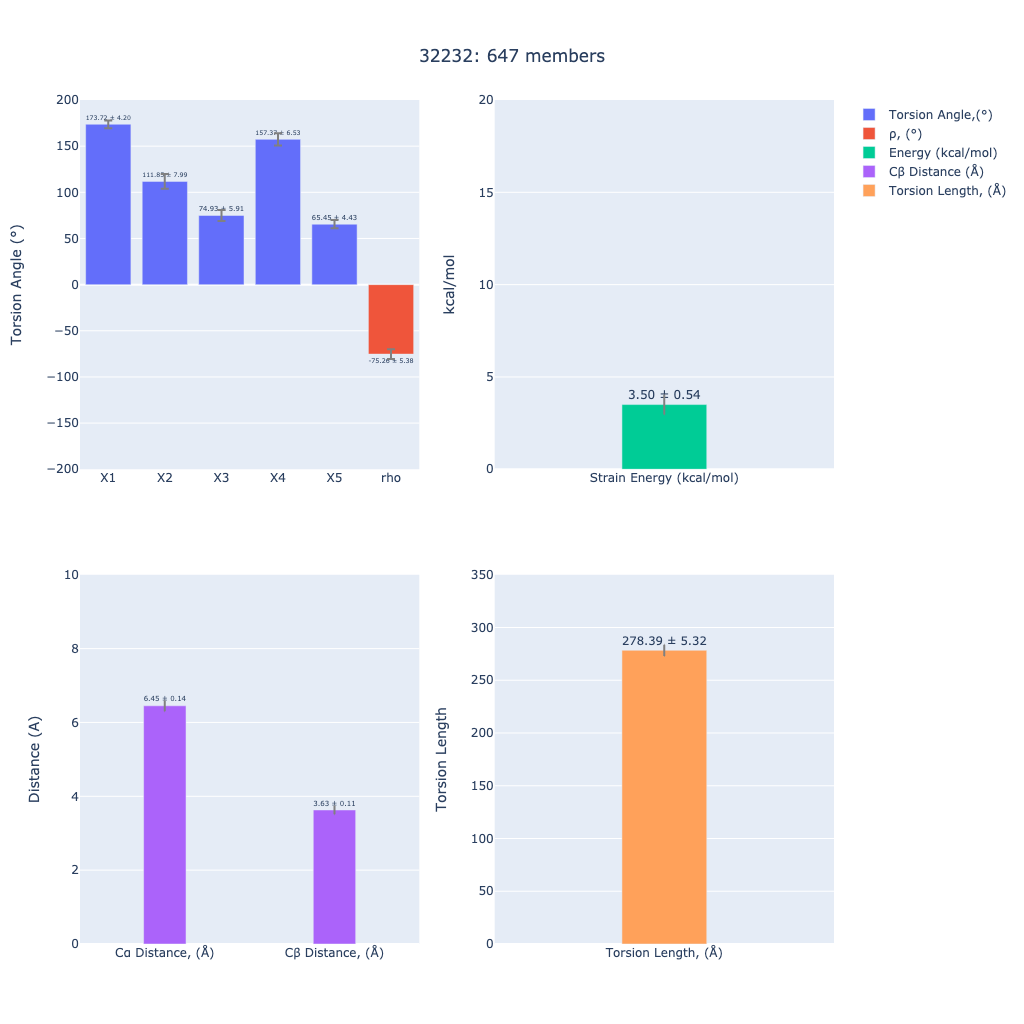 32232: 647 members
Torsion Angle (°)
200
150
100
50
0
−50
−100
−150
−200
173.72 ± 4.20
111.85 ± 7.99
74.93 ± 5.91
157.37 ± 6.53
65.45 ± 4.43
-75.26 ± 5.38
X1
X2
X3
X4
X5
rho
kcal/mol
20
15
10
5
0
3.50 ± 0.54
Strain Energy (kcal/mol)
Torsion Angle,(°)
ρ, (°)
Energy (kcal/mol)
Cβ Distance (Å)
Torsion Length, (Å)
Distance (A)
10
8
6
4
2
0
6.45 ± 0.14
3.63 ± 0.11
Cα Distance, (Å)
Cβ Distance, (Å)
Torsion Length
350
300
250
200
150
100
50
0
278.39 ± 5.32
Torsion Length, (Å)